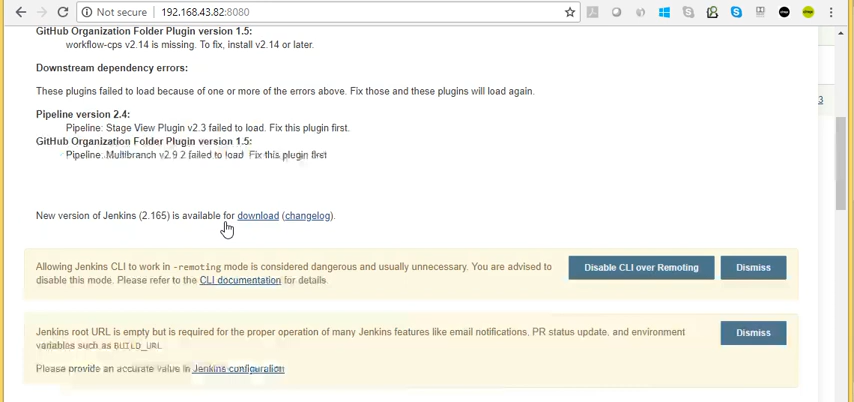 Not secure | 192.168.43.82:8080
GitHub Organization Folder Plugin version 1.5:
workflow-cps v2.14 is missing. To fix, install v2.14 or later.
Downstream dependency errors:
These plugins failed to load because of one or more of the errors above. Fix those and these plugins will load again.
Pipeline version 2.4:
Pipeline: Stage View Plugin v2.3 failed to load. Fix this plugin first.
GitHub Organization Folder Plugin version 1.5:
Pipeline: Multibranch v2.9.2 failed to load. Fix this plugin first
3
New version of Jenkins (2.165) is available for download (changelog).
Allowing Jenkins CLI to work in -remoting mode is considered dangerous and usually unnecessary. You are advised to
disable this mode. Please refer to the CLI documentation for details.
Disable CLI over Remoting
Dismiss
Jenkins root URL is empty but is required for the proper operation of many Jenkins features like email notifications, PR status update, and environment
variables such as BUILD_URL.
Dismiss
Please provide an accurate value in Jenkins configuration